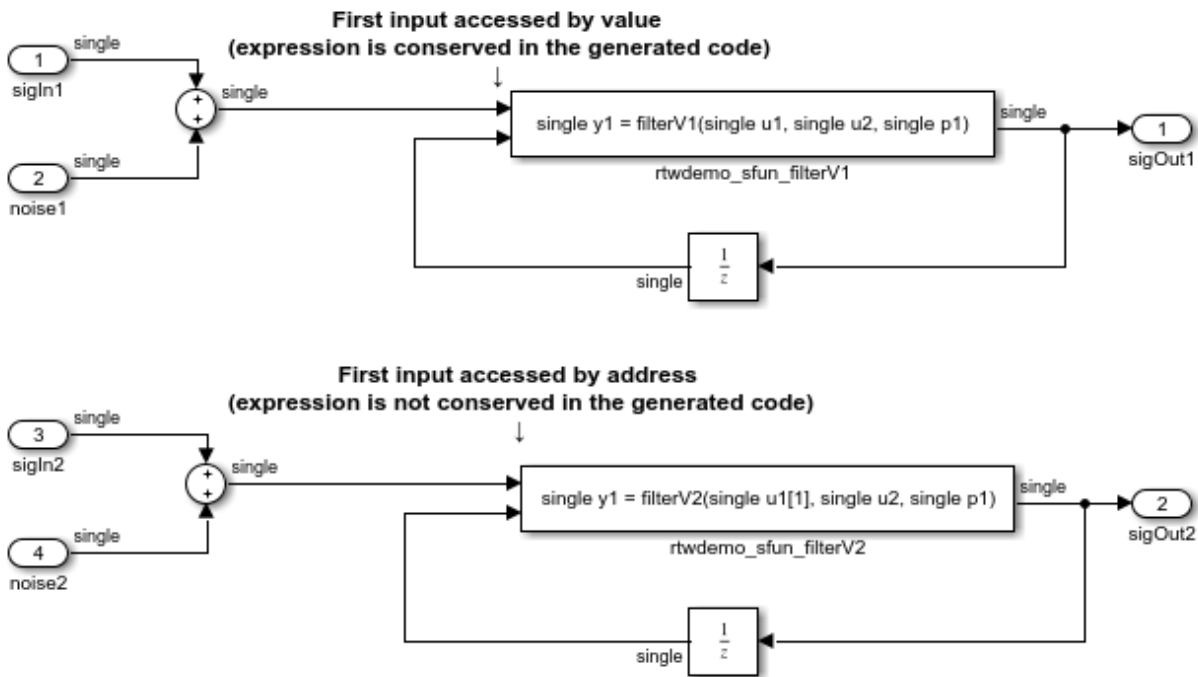 First input accessed by value
(expression is conserved in the generated code)
↓
single
1
sigIn1
+
+
single
single
2
noise1
single y1 = filterV1(single u1, single u2, single p1)
rtwdemo_sfun_filterV1
single
1
sigOut1
single
1
z
First input accessed by address
(expression is not conserved in the generated code)
↓
single
3
sigIn2
+
+
single
single
4
noise2
single y1 = filterV2(single u1[1], single u2, single p1)
rtwdemo_sfun_filterV2
single
2
sigOut2
single
1
z